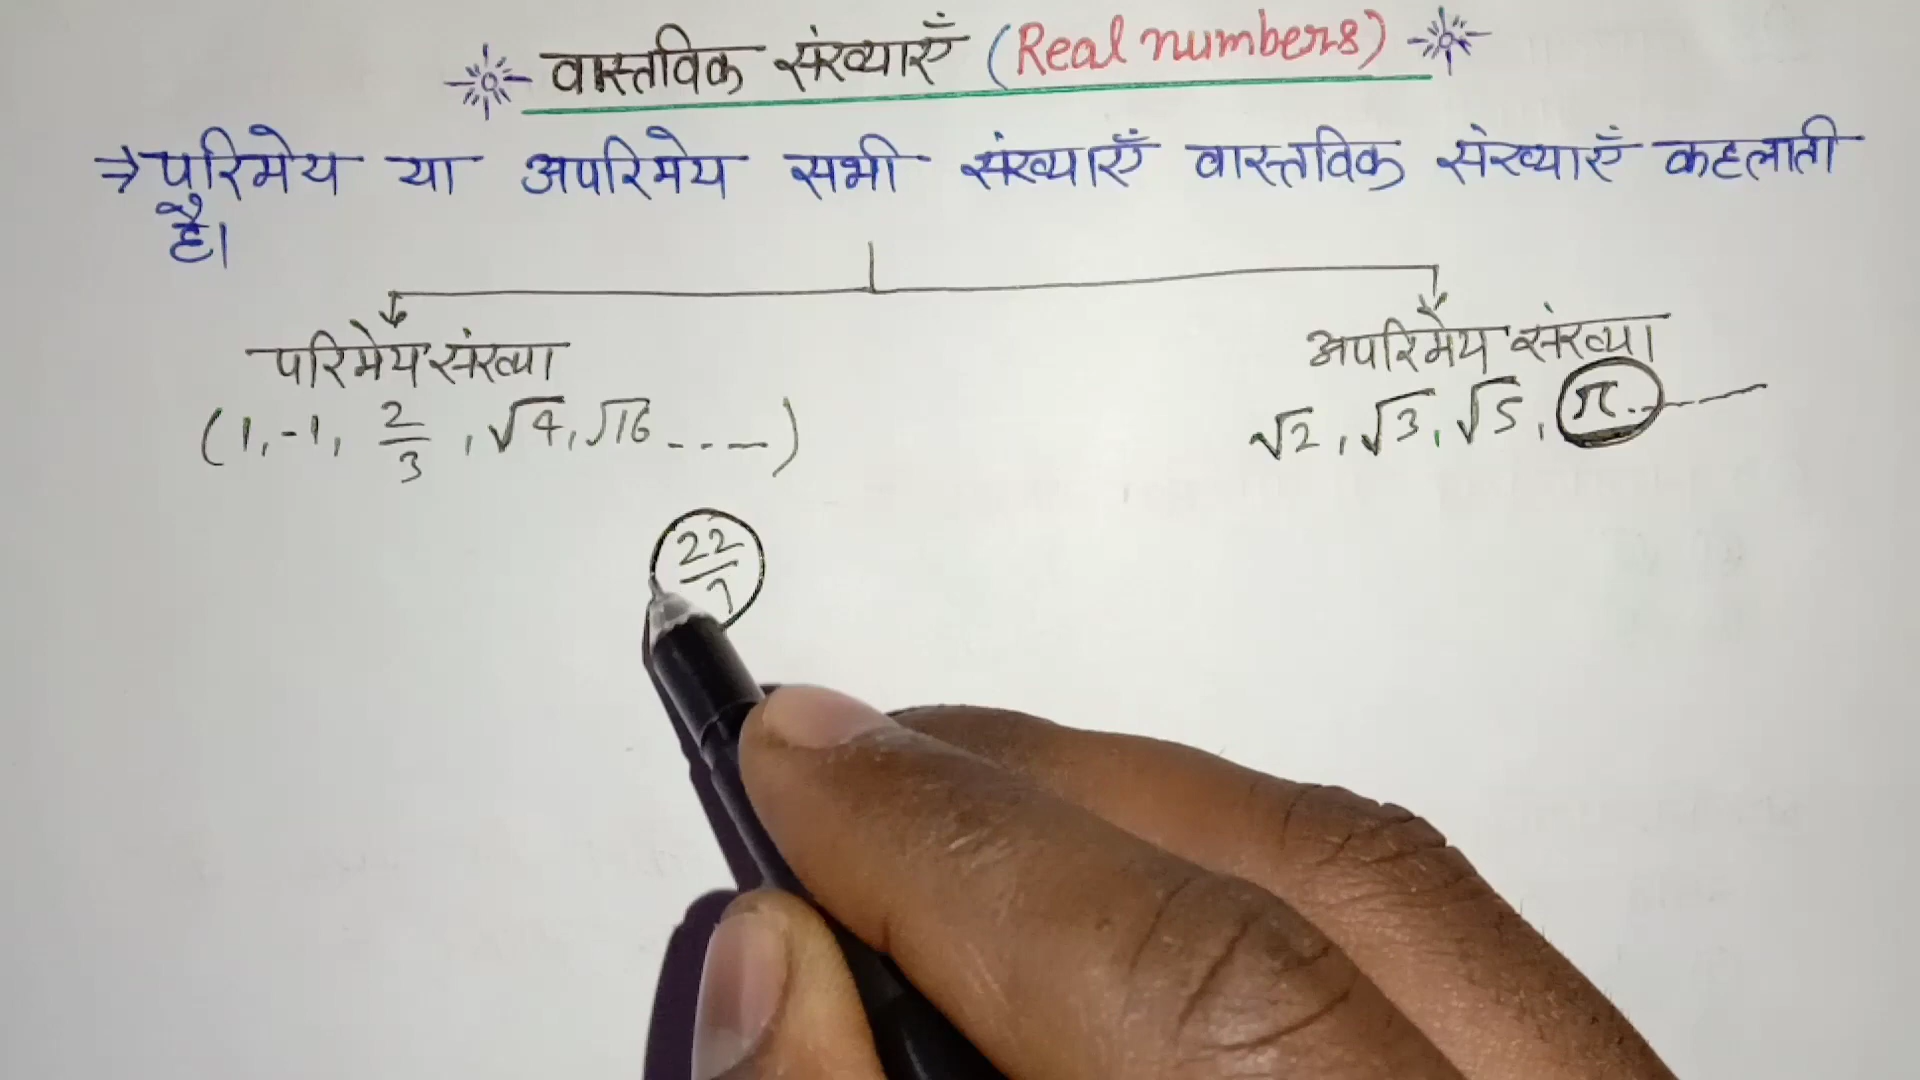 वास्तविक संख्याएँ (Real numbers)
→ परिमेय या अपरिमेय सभी संख्याएँ वास्तविक संख्याएँ कहलाती
है।
परिमेय संख्या
(1, -1, 2/3, √4, √16 ----)
अपरिमेय संख्या
√2, √3, √5, π.---
22/7